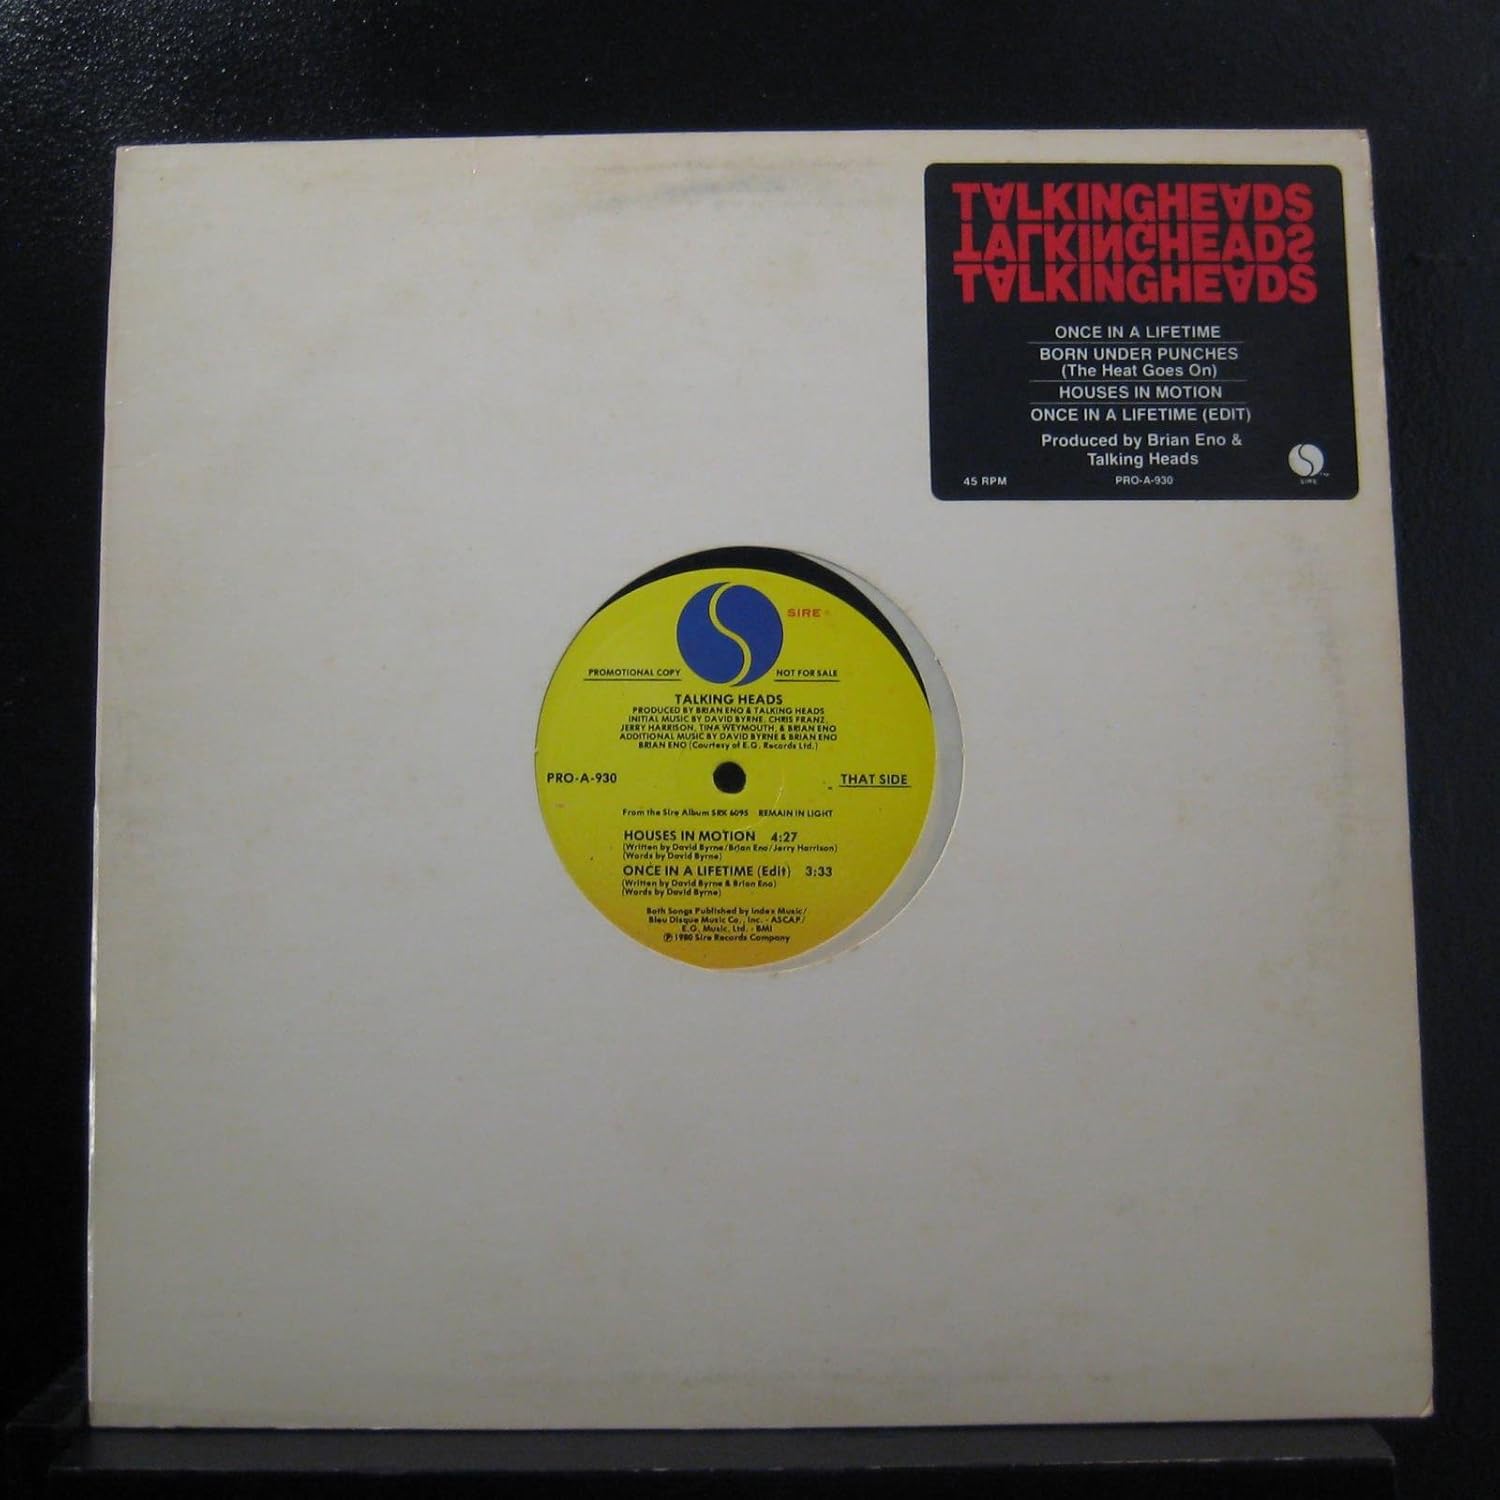 TALKINGHEADS
TALKINGHEADS
TALKINGHEADS
ONCE IN A LIFETIME
BORN UNDER PUNCHES
(The Heat Goes On)
HOUSES IN MOTION
ONCE IN A LIFETIME (EDIT)
Produced by Brian Eno &
Talking Heads
45 RPM
PRO-A-930
SIRE
SIRE
PROMOTIONAL COPY
NOT FOR SALE
TALKING HEADS
PRODUCED BY BRIAN ENO & TALKING HEADS
INITIAL MUSIC BY DAVID BYRNE, CHRIS FRANZ,
JERRY HARRISON, TINA WEYMOUTH, & BRIAN ENO
ADDITIONAL MUSIC BY DAVID BYRNE & BRIAN ENO
BRIAN ENO (Courtesy of E.G. Records Ltd.)
PRO-A-930
THAT SIDE
From the Sire Album SRK 6095 REMAIN IN LIGHT
HOUSES IN MOTION 4:27
(Written by David Byrne/Brian Eno/Jerry Harrison)
(Words by David Byrne)
ONCE IN A LIFETIME (Edit) 3:33
(Written by David Byrne & Brian Eno)
(Words by David Byrne)
Both Songs Published by Index Music/
Bleu Disque Music Co., Inc. - ASCAP/
E.G. Music, Ltd. - BMI
℗ 1980 Sire Records Company